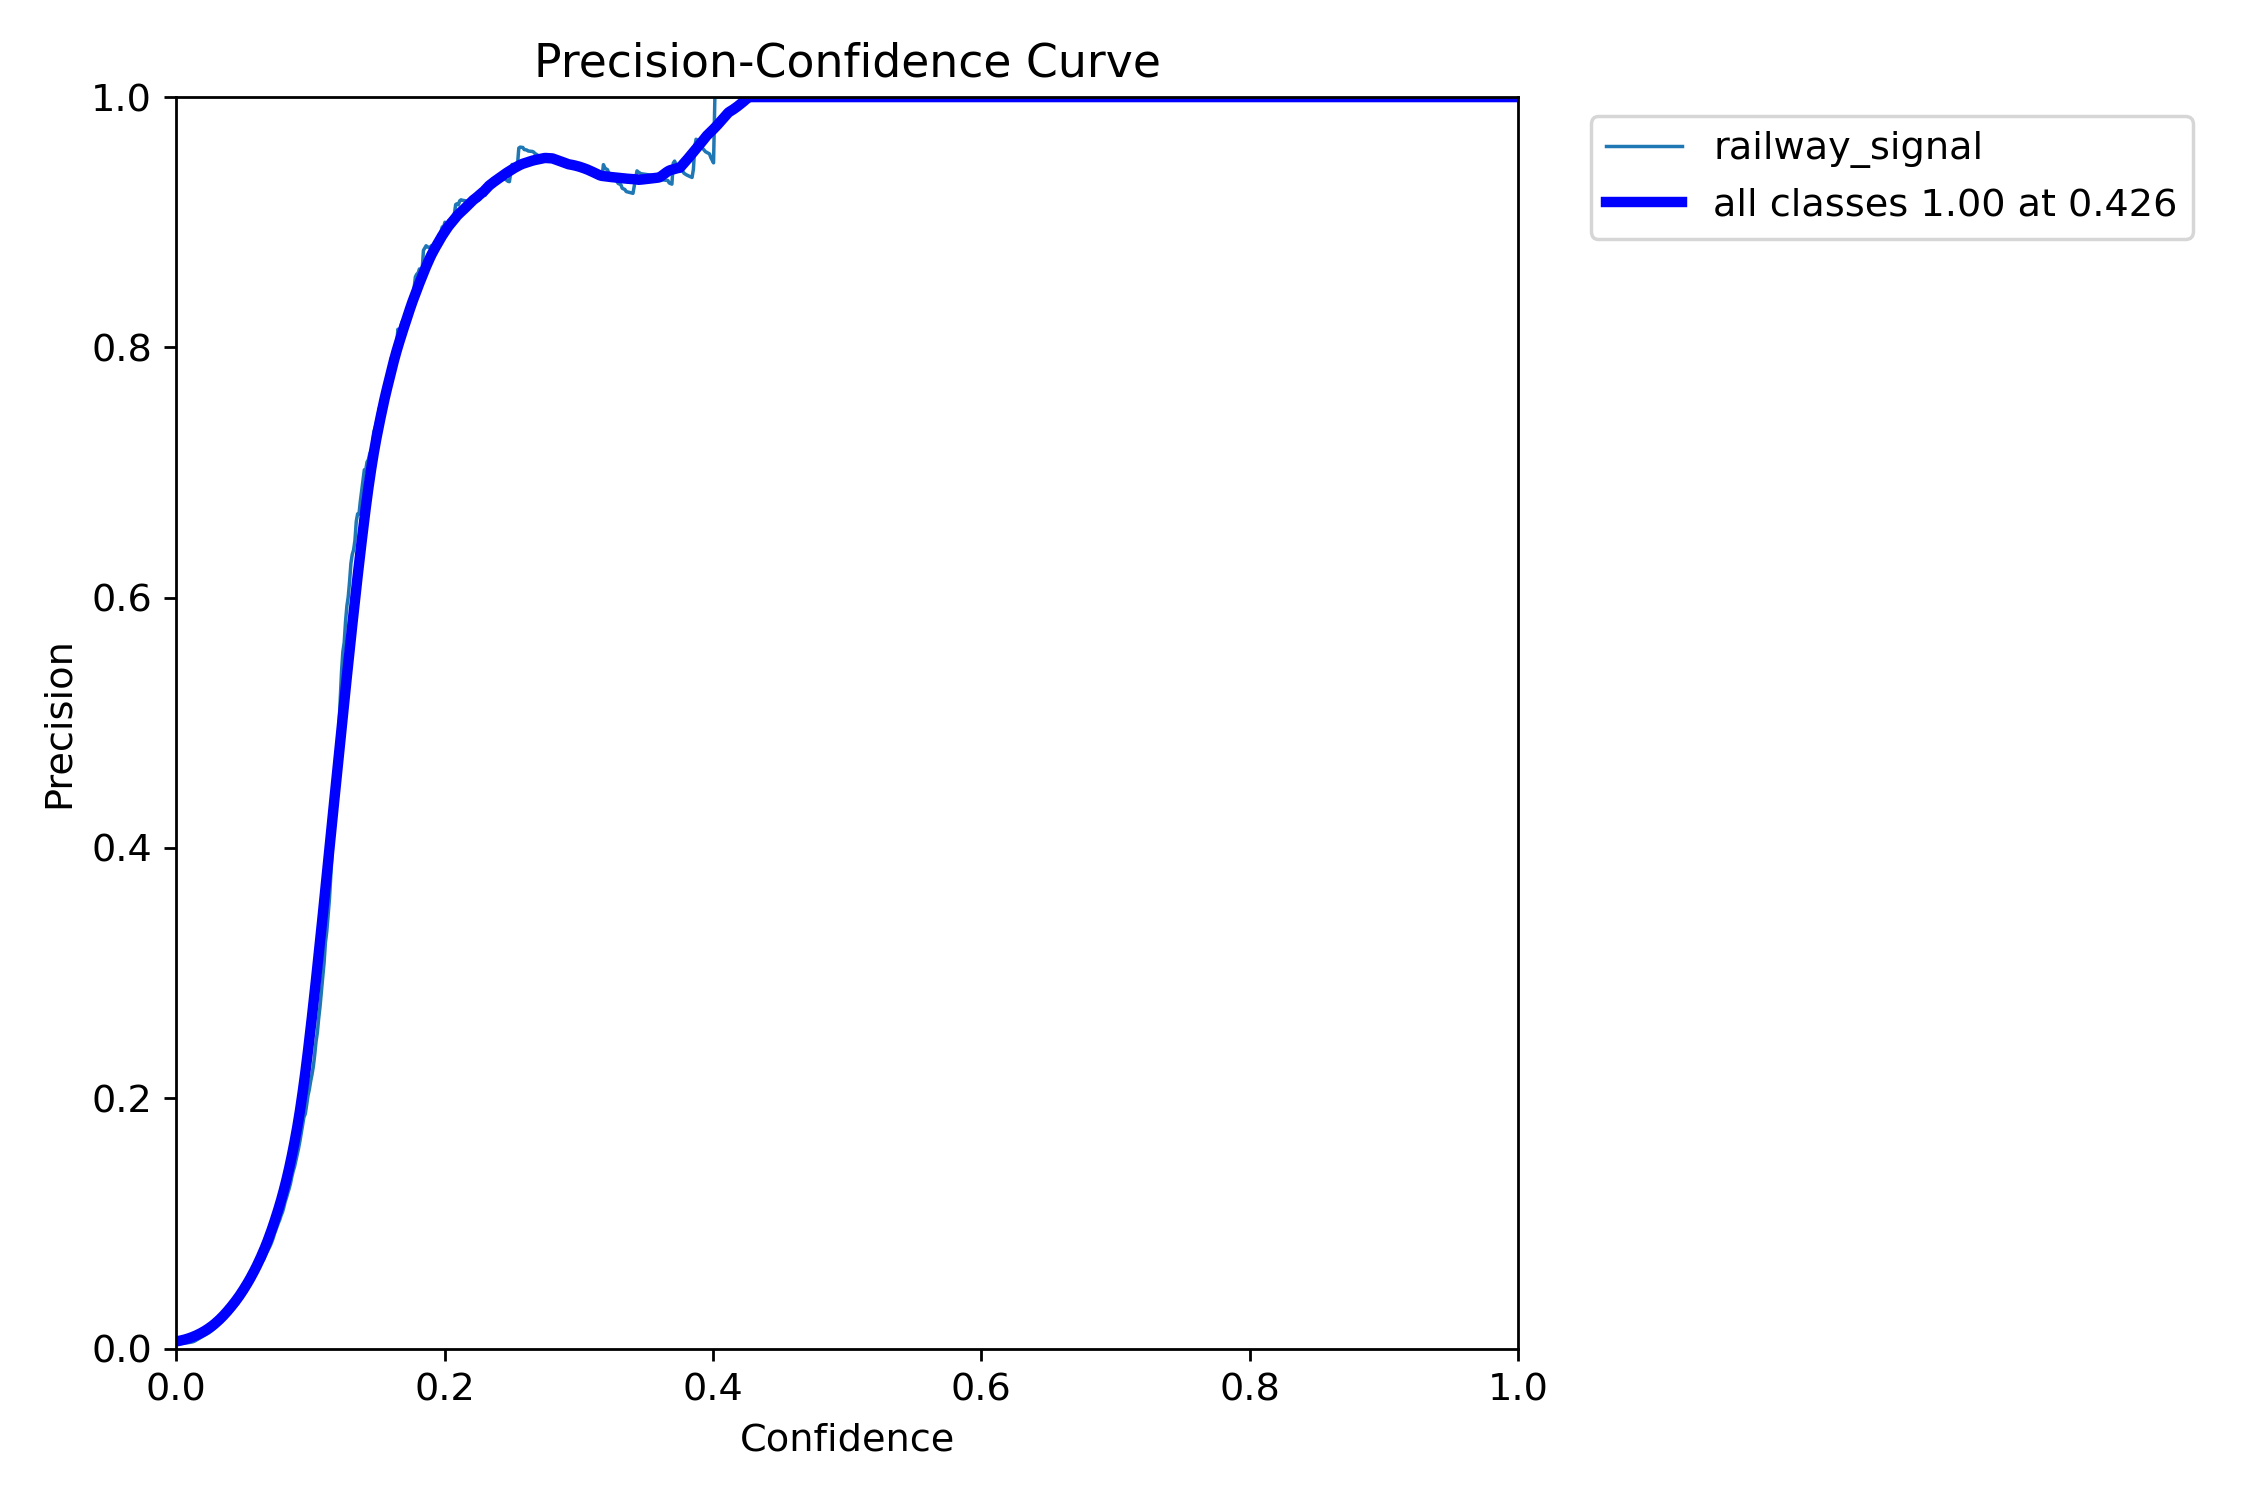 Precision-Confidence Curve
1.0
0.8
0.6
0.4
0.2
0.0
Precision
0.0 0.2 0.4 0.6 0.8 1.0
Confidence
railway_signal
all classes 1.00 at 0.426